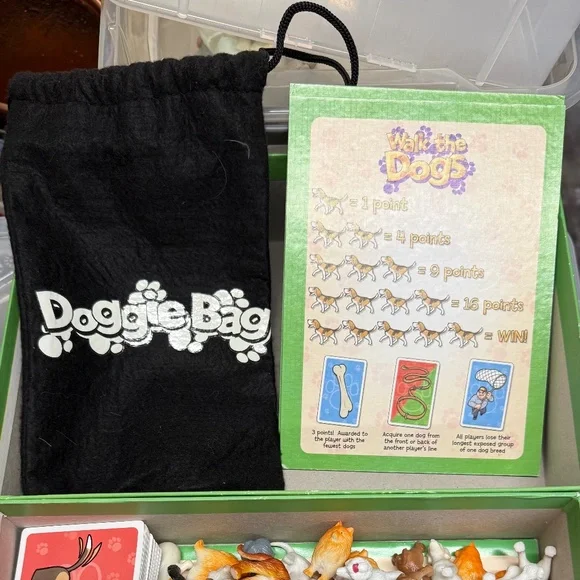 Doggie Bag
Walk the
Dogs
= 1 point
= 4 points
= 9 points
= 16 points
= WIN!
3 points! Awarded to
the player with the
fewest dogs
Acquire one dog from
the front or back of
another player's line
All players lose their
longest exposed group
of one dog breed